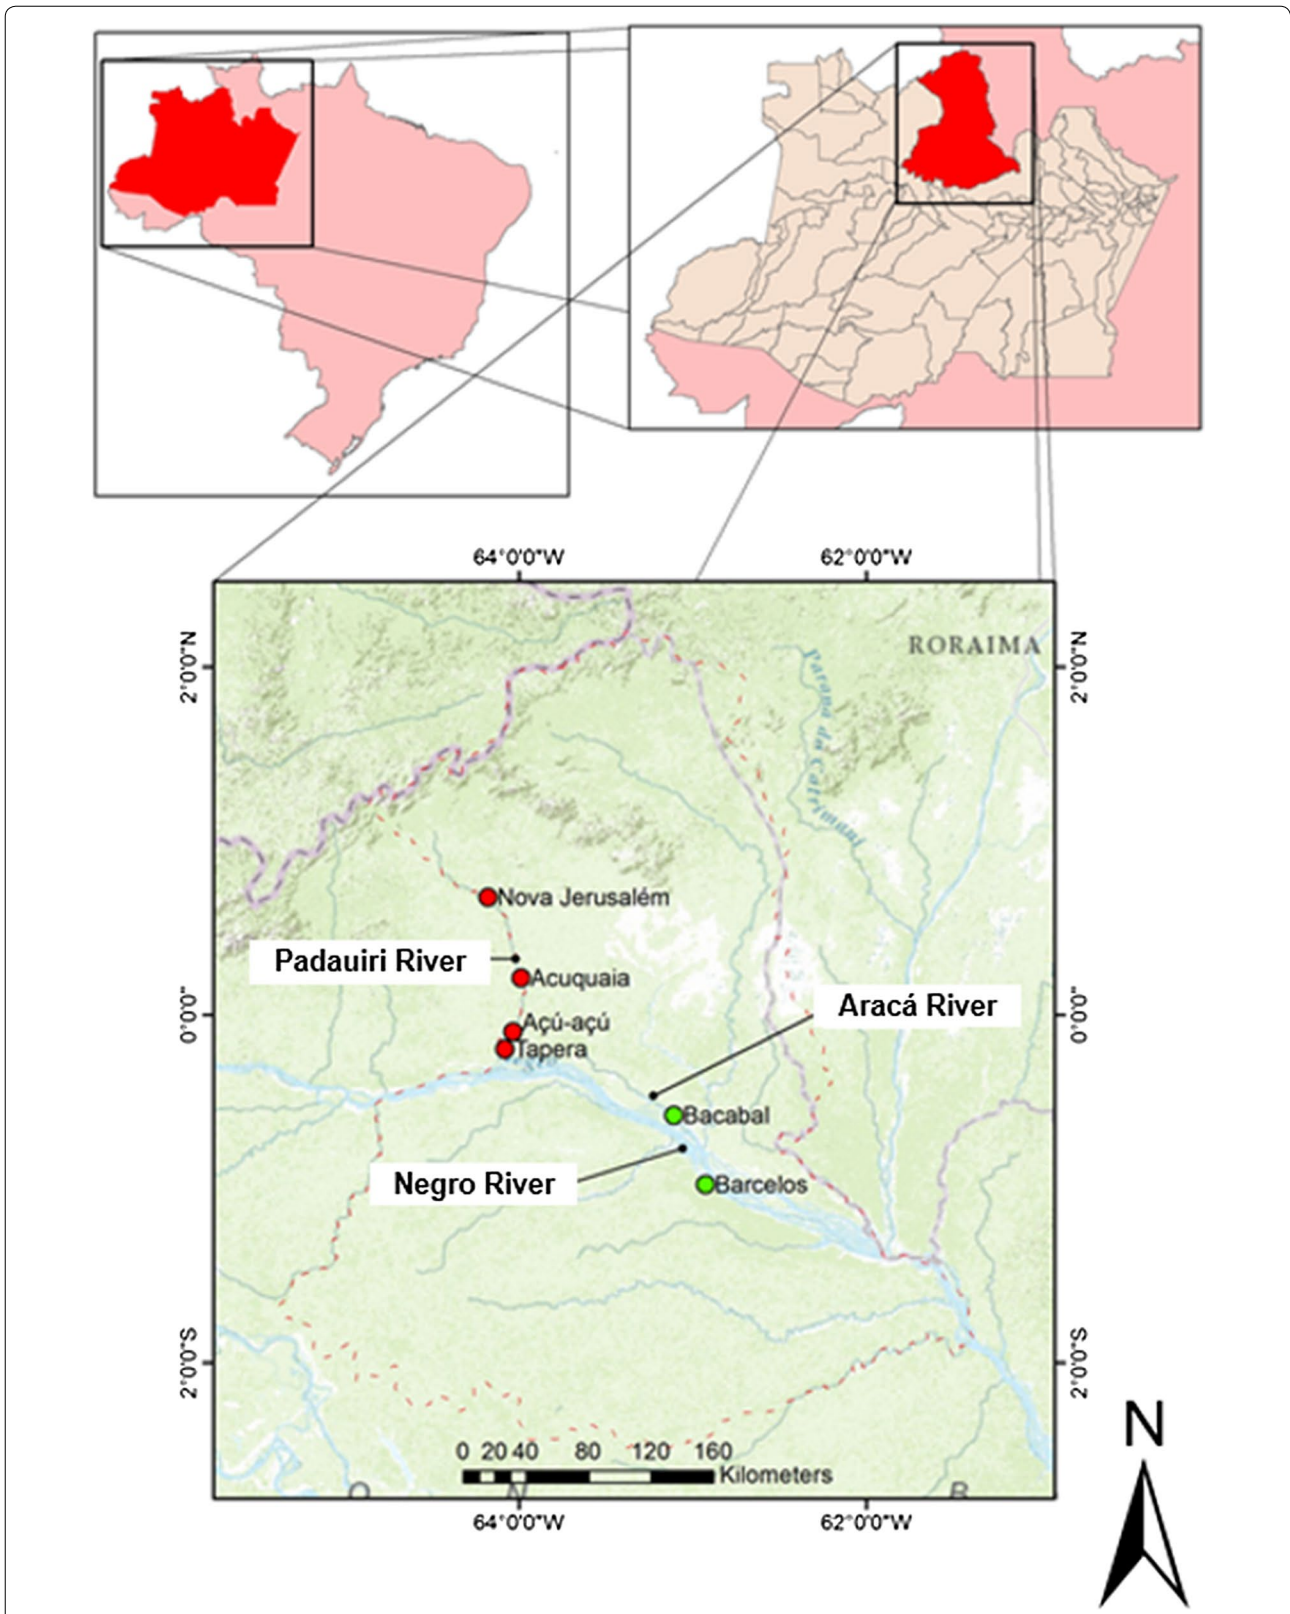 64°0'0"W
62°0'0"W
2°0'0"N
RORAIMA
2°0'0"N
Paraná do Catrimani
Nova Jerusalém
Padauiri River
Acuquaia
Aracá River
0°0'0"
Açú-açú
0°0'0"
Tapera
Bacabal
Negro River
Barcelos
2°0'0"S
2°0'0"S
N
0 20 40 80 120 160
Kilometers
64°0'0"W
62°0'0"W